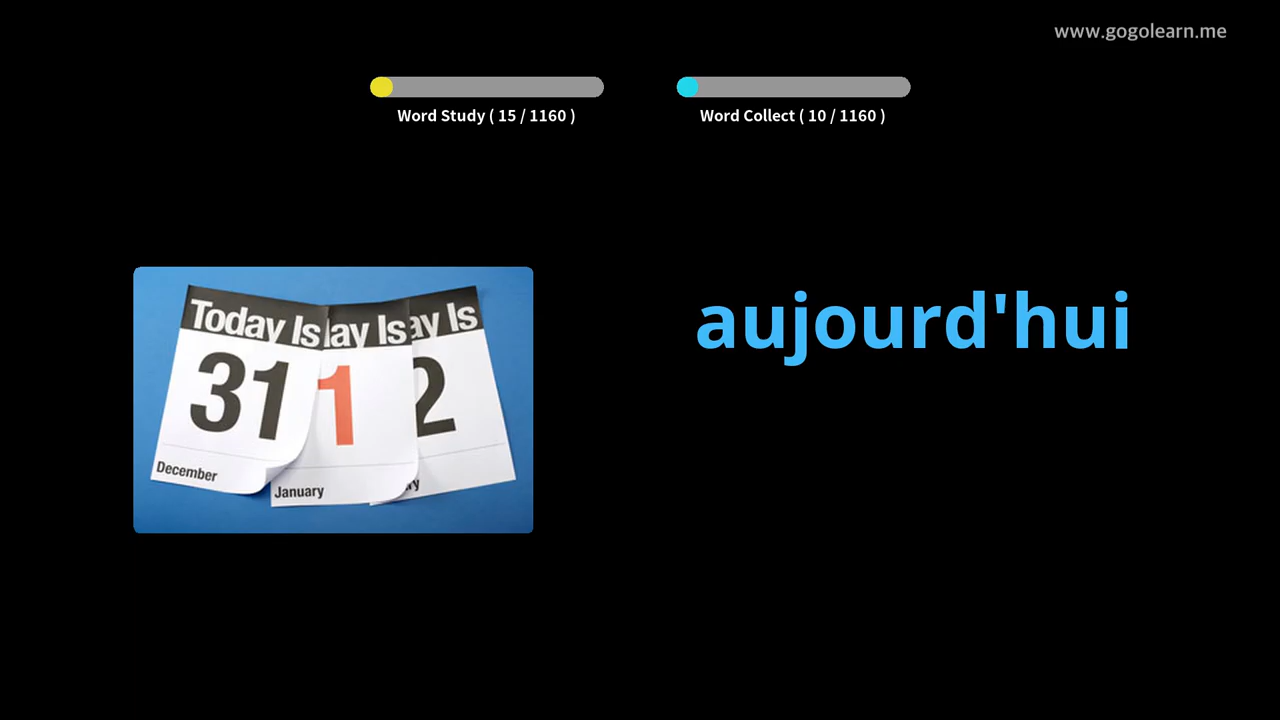 www.gogolearn.me
Word Study ( 15 / 1160 )
Word Collect ( 10 / 1160 )
aujourd'hui
Today Is
ay Is
ay Is
31
1
2
December
January